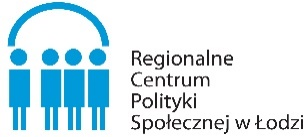 Regionalne
Centrum
Polityki
Społecznej w Łodzi